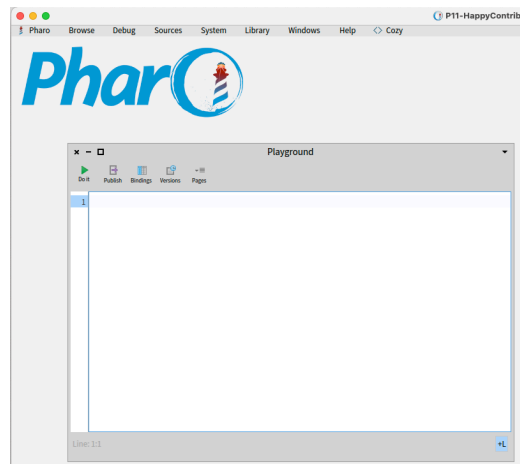 P11-HappyContrib
Pharo Browse Debug Sources System Library Windows Help <> Cozy
Pharo
Playground
Do it Publish Bindings Versions Pages
1
Line: 1:1
+L